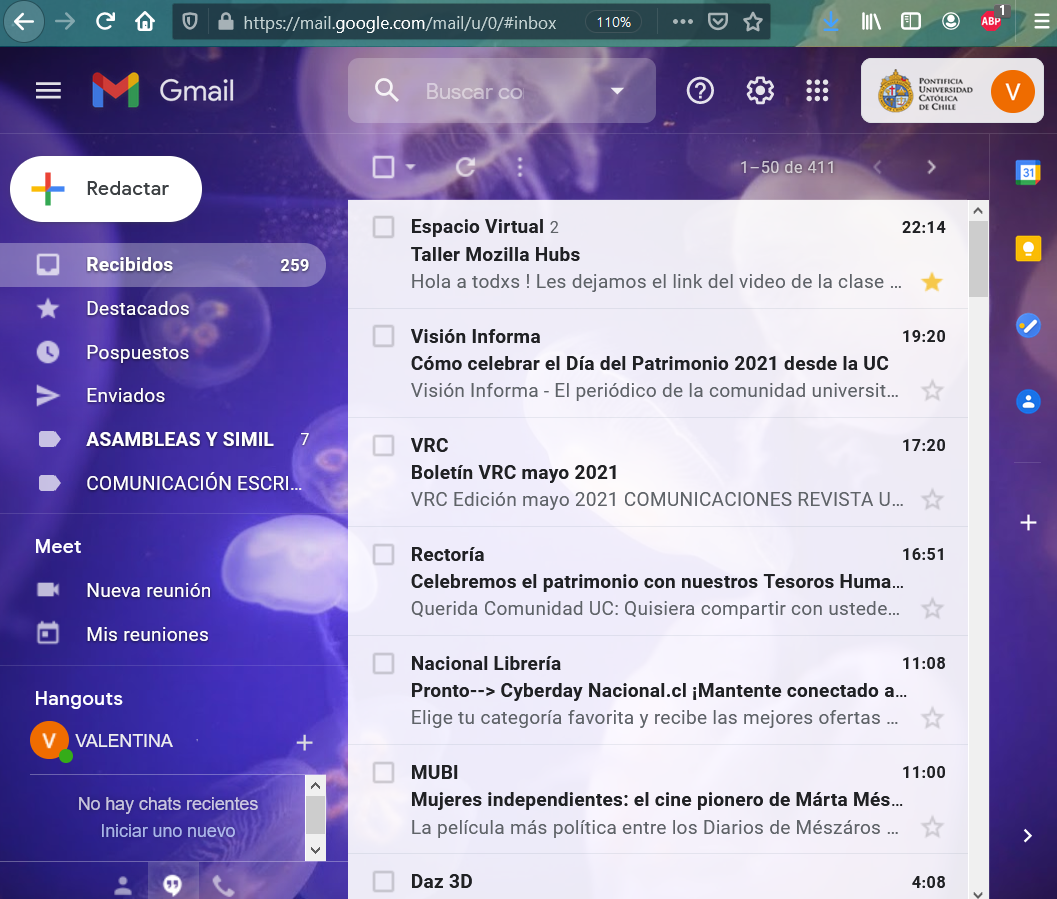 https://mail.google.com/mail/u/0/#inbox
110%
ABP
1
Gmail
Buscar co
PONTIFICIA
UNIVERSIDAD
CATÓLICA
DE CHILE
V
Redactar
1–50 de 411
31
Recibidos 259
Destacados
Pospuestos
Enviados
ASAMBLEAS Y SIMIL 7
COMUNICACIÓN ESCRI...
Meet
Nueva reunión
Mis reuniones
Hangouts
V
VALENTINA
No hay chats recientes
Iniciar uno nuevo
Espacio Virtual 2 22:14
Taller Mozilla Hubs
Hola a todxs ! Les dejamos el link del video de la clase ...
Visión Informa 19:20
Cómo celebrar el Día del Patrimonio 2021 desde la UC
Visión Informa - El periódico de la comunidad universit...
VRC 17:20
Boletín VRC mayo 2021
VRC Edición mayo 2021 COMUNICACIONES REVISTA U...
Rectoría 16:51
Celebremos el patrimonio con nuestros Tesoros Huma...
Querida Comunidad UC: Quisiera compartir con ustede...
Nacional Librería 11:08
Pronto--> Cyberday Nacional.cl ¡Mantente conectado a...
Elige tu categoría favorita y recibe las mejores ofertas ...
MUBI 11:00
Mujeres independientes: el cine pionero de Márta Més...
La película más política entre los Diarios de Mészáros ...
Daz 3D 4:08